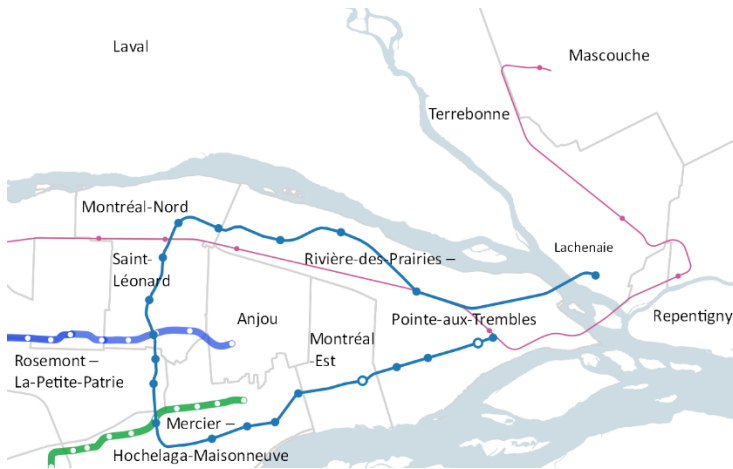 Laval
Mascouche
Terrebonne
Montréal-Nord
Saint-
Léonard
Rivière-des-Prairies –
Lachenaie
Anjou
Montréal
-Est
Pointe-aux-Trembles
Repentigny
Rosemont –
La-Petite-Patrie
Mercier –
Hochelaga-Maisonneuve